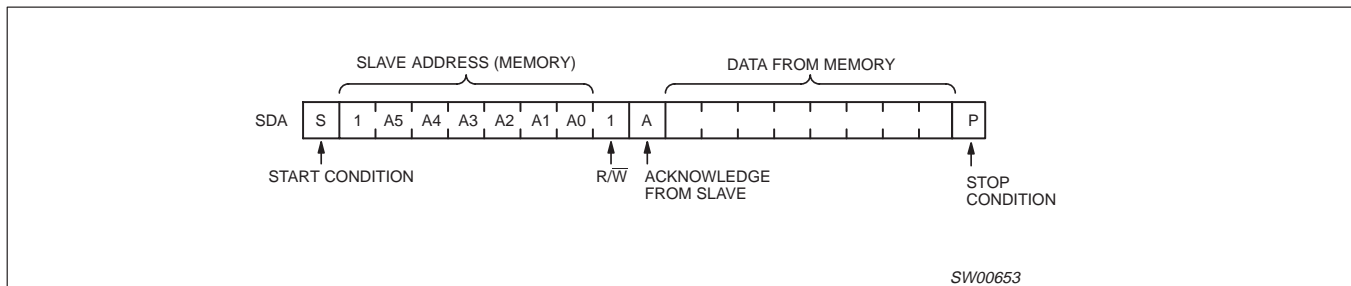 SLAVE ADDRESS (MEMORY) DATA FROM MEMORY
SDA S 1 A5 A4 A3 A2 A1 A0 1 A P
START CONDITION R/W̅ ACKNOWLEDGE
FROM SLAVE
STOP
CONDITION
SW00653